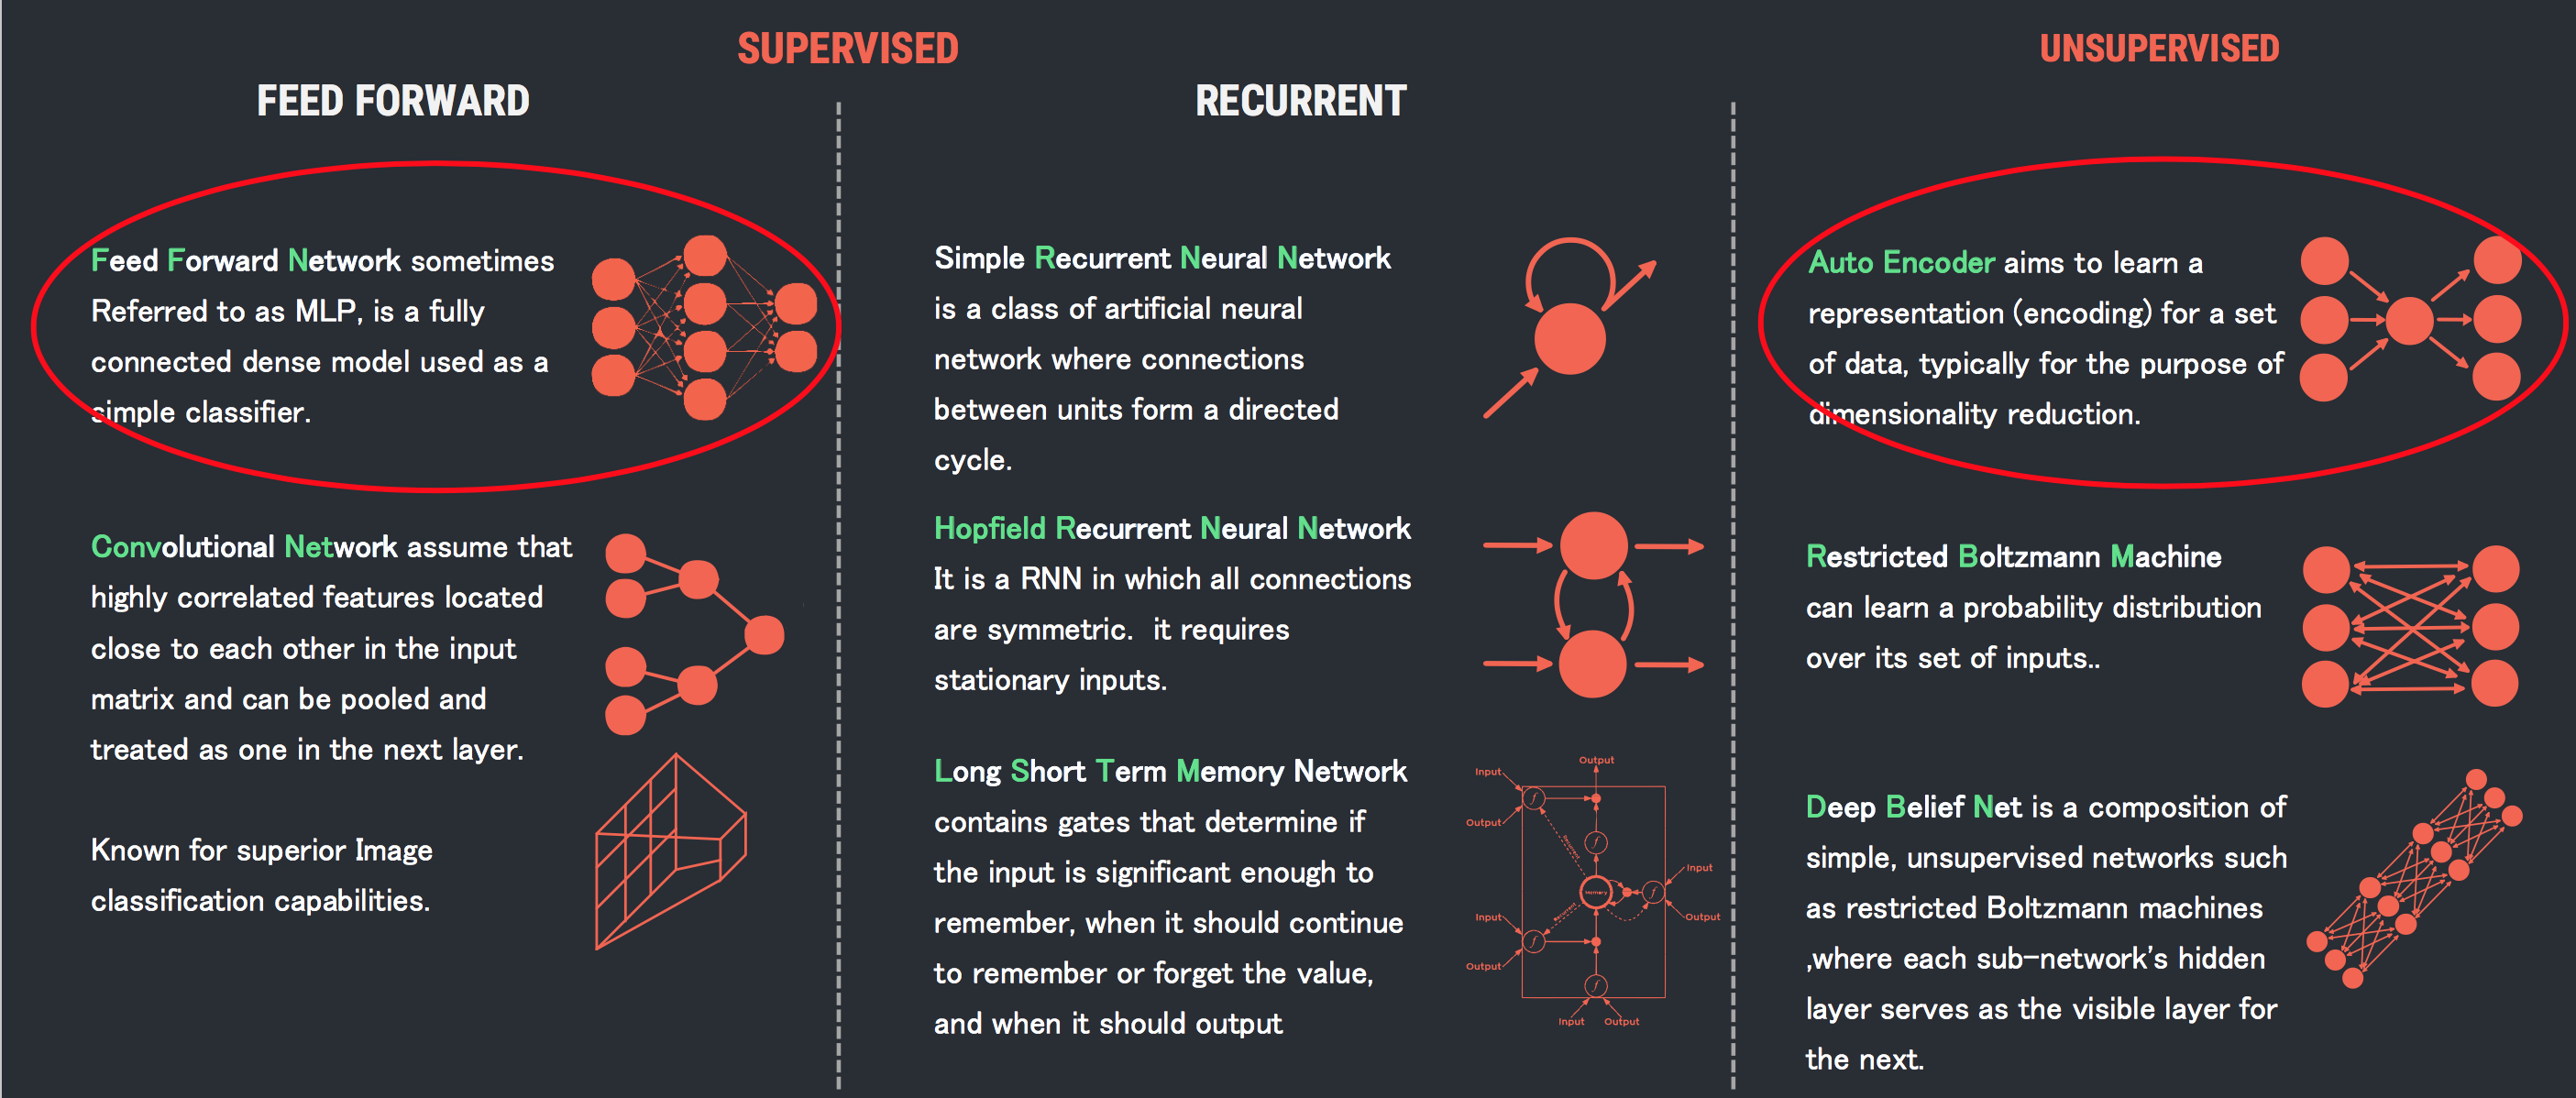 SUPERVISED
FEED FORWARD
Feed Forward Network sometimes
Referred to as MLP, is a fully
connected dense model used as a
simple classifier.
Convolutional Network assume that
highly correlated features located
close to each other in the input
matrix and can be pooled and
treated as one in the next layer.
Known for superior Image
classification capabilities.
RECURRENT
Simple Recurrent Neural Network
is a class of artificial neural
network where connections
between units form a directed
cycle.
Hopfield Recurrent Neural Network
It is a RNN in which all connections
are symmetric. it requires
stationary inputs.
Long Short Term Memory Network
contains gates that determine if
the input is significant enough to
remember, when it should continue
to remember or forget the value,
and when it should output
Output
Input
f
Output
f
Input
Memory
f
Input
Output
f
Output
f
Input
Output
UNSUPERVISED
Auto Encoder aims to learn a
representation (encoding) for a set
of data, typically for the purpose of
dimensionality reduction.
Restricted Boltzmann Machine
can learn a probability distribution
over its set of inputs..
Deep Belief Net is a composition of
simple, unsupervised networks such
as restricted Boltzmann machines
,where each sub-network's hidden
layer serves as the visible layer for
the next.